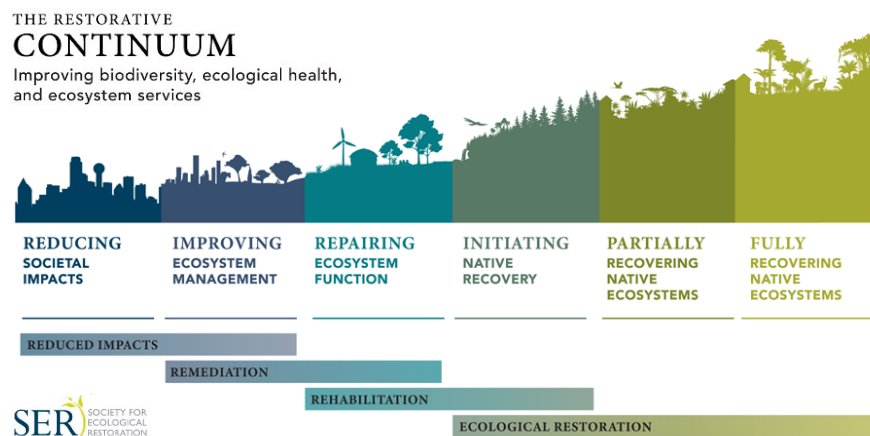 THE RESTORATIVE
CONTINUUM
Improving biodiversity, ecological health,
and ecosystem services
REDUCING
SOCIETAL
IMPACTS
IMPROVING
ECOSYSTEM
MANAGEMENT
REPAIRING
ECOSYSTEM
FUNCTION
INITIATING
NATIVE
RECOVERY
PARTIALLY
RECOVERING
NATIVE
ECOSYSTEMS
FULLY
RECOVERING
NATIVE
ECOSYSTEMS
REDUCED IMPACTS
REMEDIATION
REHABILITATION
ECOLOGICAL RESTORATION
SER
SOCIETY FOR
ECOLOGICAL
RESTORATION